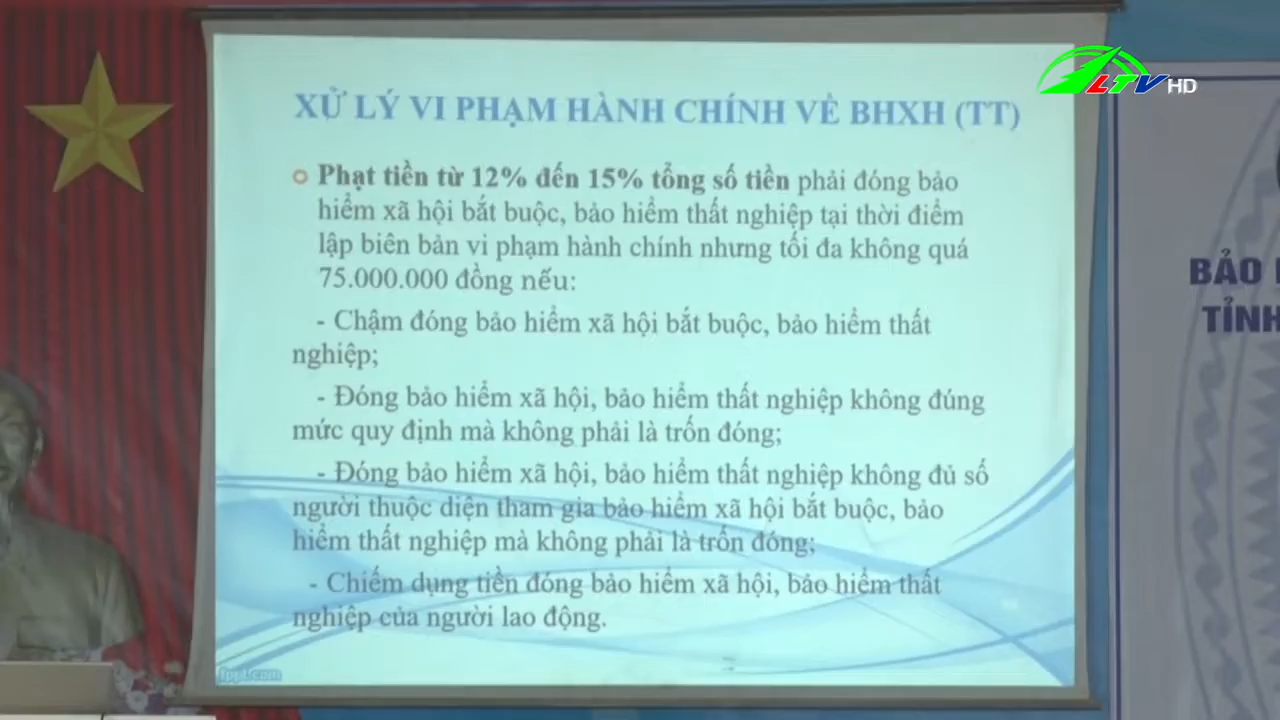 LTV HD
XỬ LÝ VI PHẠM HÀNH CHÍNH VỀ BHXH (TT)
Phạt tiền từ 12% đến 15% tổng số tiền phải đóng bảo
hiểm xã hội bắt buộc, bảo hiểm thất nghiệp tại thời điểm
lập biên bản vi phạm hành chính nhưng tối đa không quá
75.000.000 đồng nếu:
- Chậm đóng bảo hiểm xã hội bắt buộc, bảo hiểm thất
nghiệp;
- Đóng bảo hiểm xã hội, bảo hiểm thất nghiệp không đúng
mức quy định mà không phải là trốn đóng;
- Đóng bảo hiểm xã hội, bảo hiểm thất nghiệp không đủ số
người thuộc diện tham gia bảo hiểm xã hội bắt buộc, bảo
hiểm thất nghiệp mà không phải là trốn đóng;
- Chiếm dụng tiền đóng bảo hiểm xã hội, bảo hiểm thất
nghiệp của người lao động.
fppt.com
BẢO
TỈNH